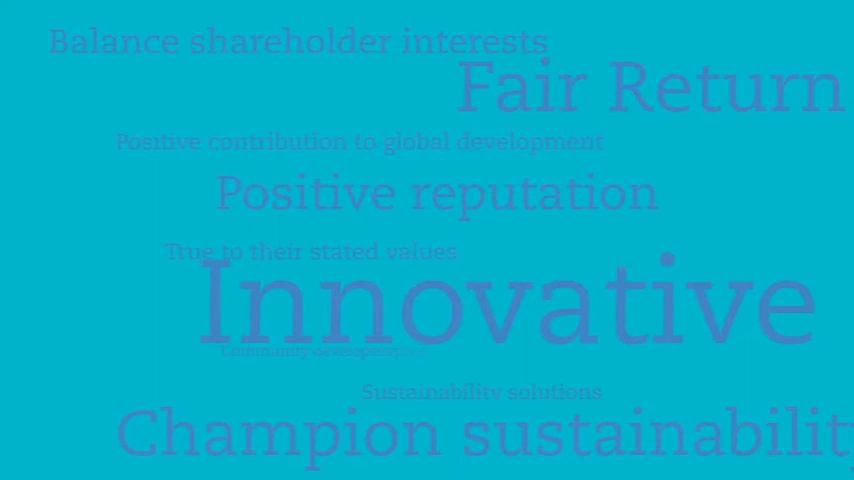 Balance shareholder interests
Fair Return
Positive contribution to global development
Positive reputation
True to their stated values
Innovative
Community
Sustainability solutions
Champion sustainability